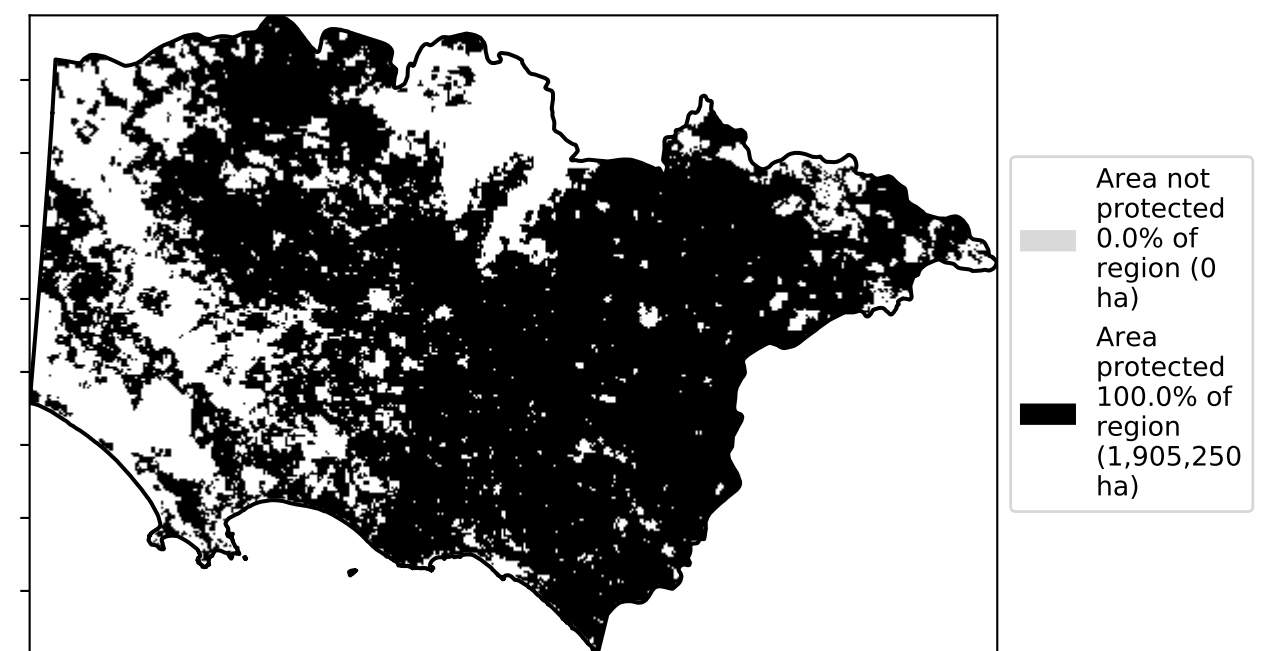 Area not
protected
0.0% of
region (0
ha)
Area
protected
100.0% of
region
(1,905,250
ha)